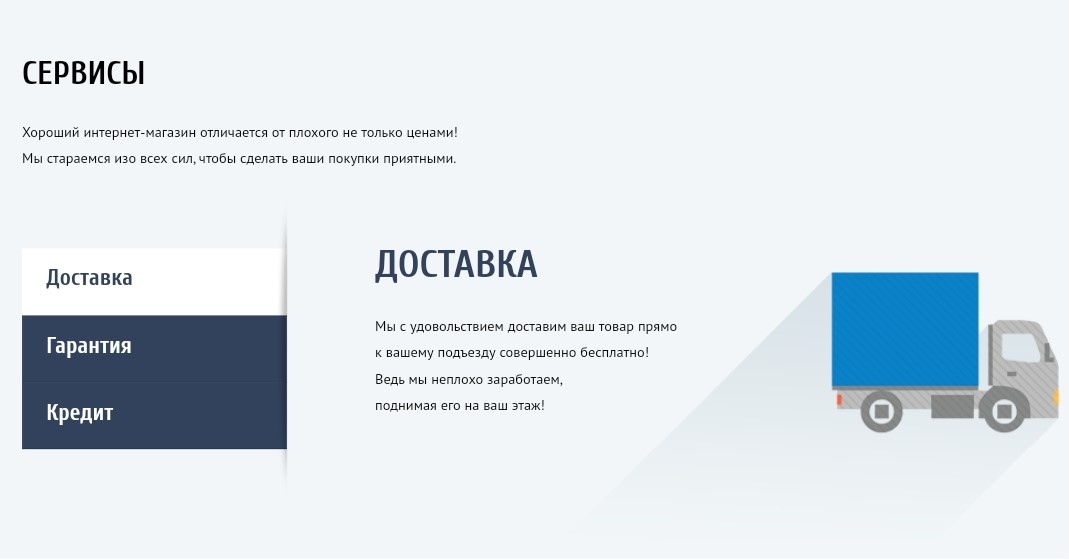 СЕРВИСЫ
Хороший интернет-магазин отличается от плохого не только ценами!
Мы стараемся изо всех сил, чтобы сделать ваши покупки приятными.
Доставка
Гарантия
Кредит
ДОСТАВКА
Мы с удовольствием доставим ваш товар прямо
к вашему подъезду совершенно бесплатно!
Ведь мы неплохо заработаем,
поднимая его на ваш этаж!